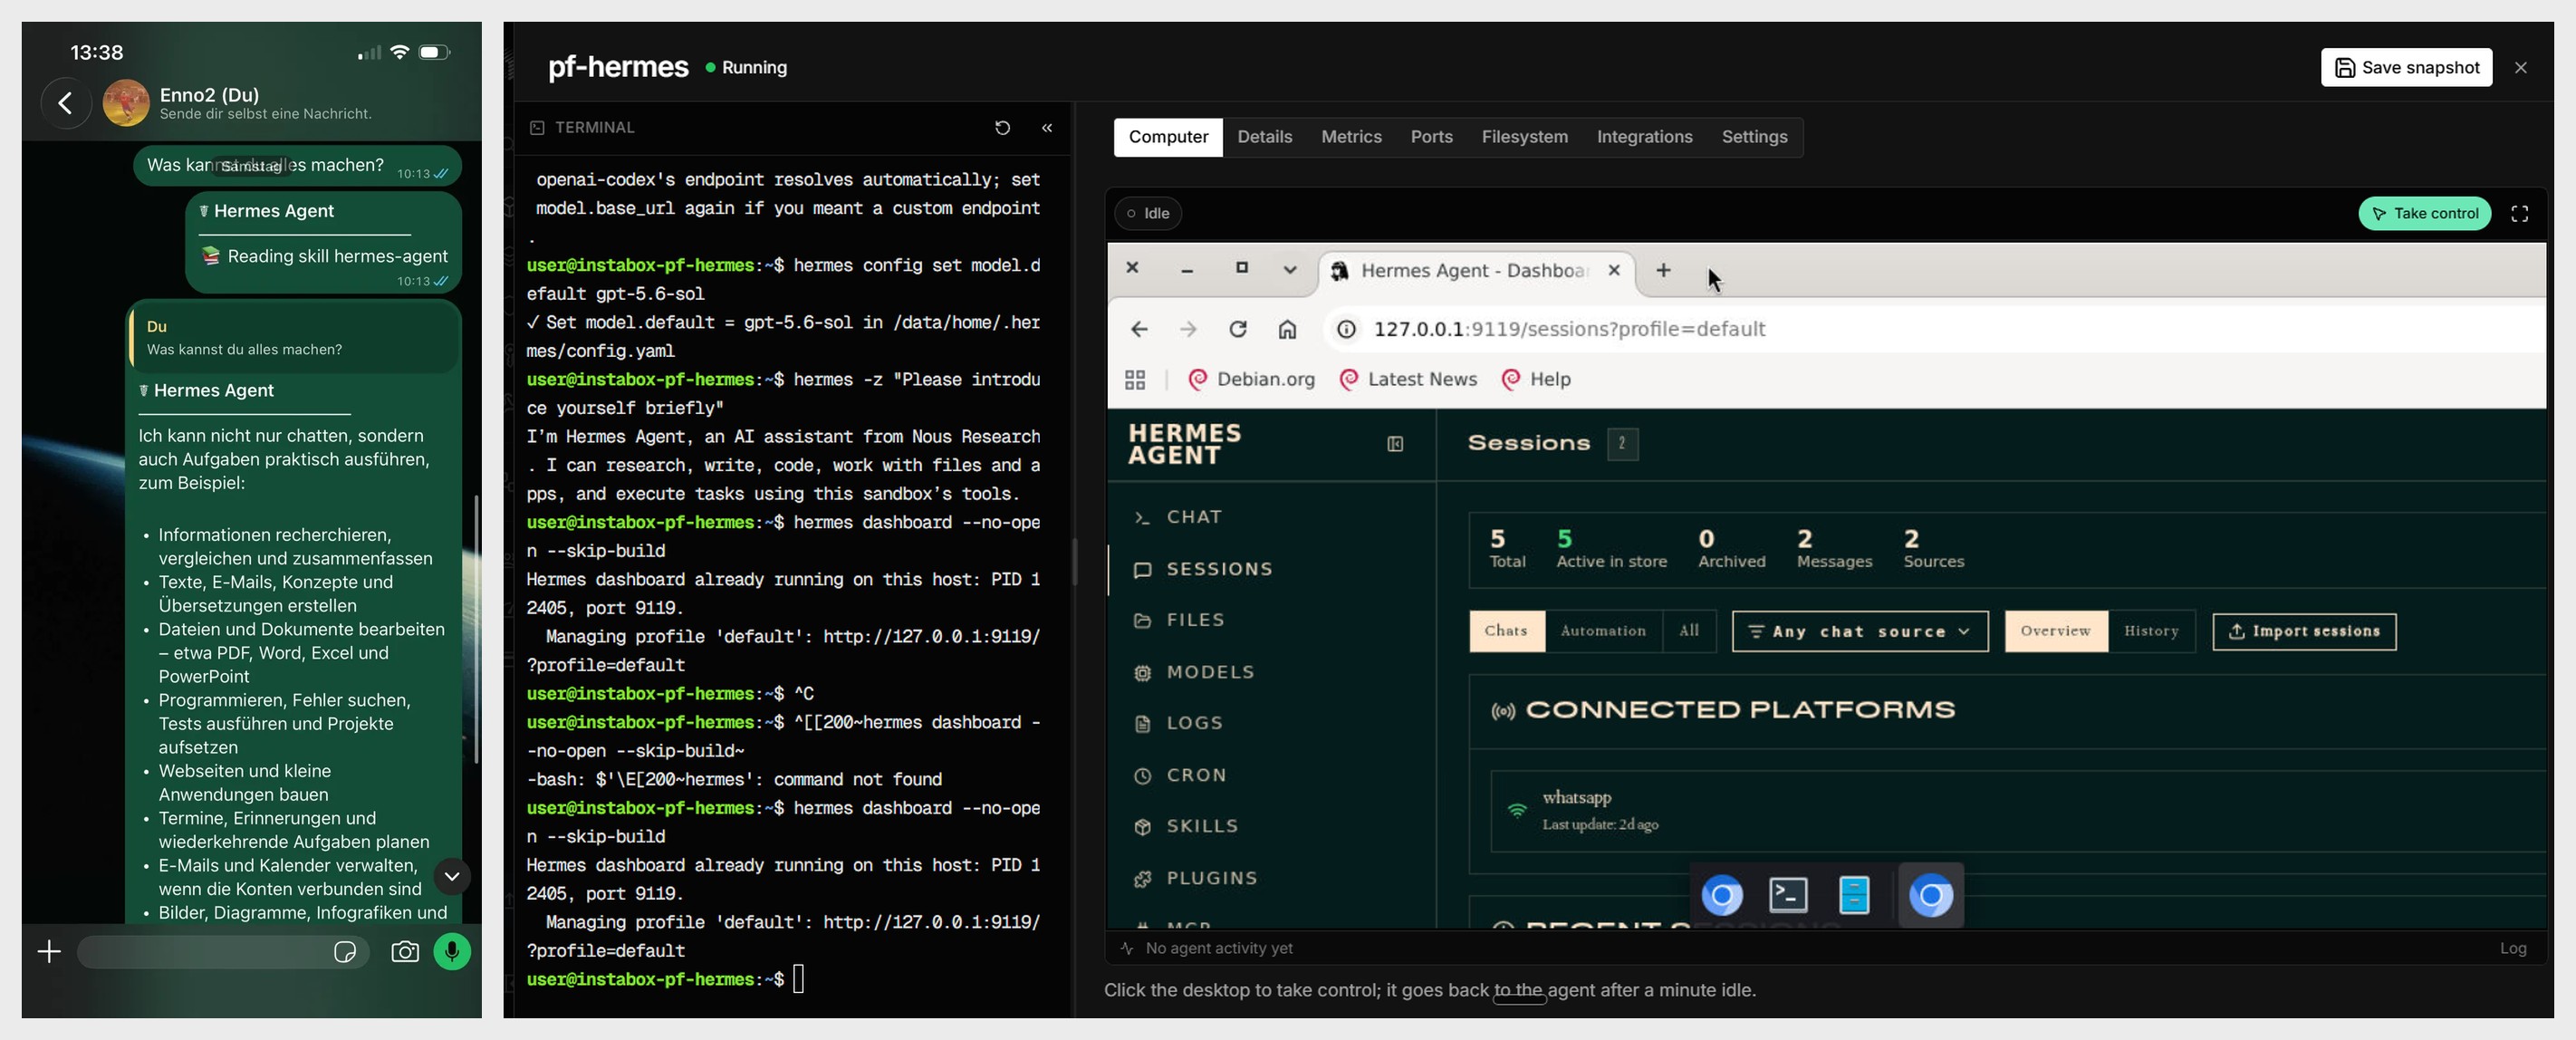 13:38
Enno2 (Du)
Sende dir selbst eine Nachricht.
Samstag
Was kannst du alles machen?
10:13
Hermes Agent
Reading skill hermes-agent
10:13
Du
Was kannst du alles machen?
Hermes Agent
Ich kann nicht nur chatten, sondern
auch Aufgaben praktisch ausführen,
zum Beispiel:
• Informationen recherchieren,
vergleichen und zusammenfassen
• Texte, E-Mails, Konzepte und
Übersetzungen erstellen
• Dateien und Dokumente bearbeiten
– etwa PDF, Word, Excel und
PowerPoint
• Programmieren, Fehler suchen,
Tests ausführen und Projekte
aufsetzen
• Webseiten und kleine
Anwendungen bauen
• Termine, Erinnerungen und
wiederkehrende Aufgaben planen
• E-Mails und Kalender verwalten,
wenn die Konten verbunden sind
• Bilder, Diagramme, Infografiken und
pf-hermes
Running
Save snapshot
TERMINAL
openai-codex's endpoint resolves automatically; set
model.base_url again if you meant a custom endpoint
.
user@instabox-pf-hermes:~$ hermes config set model.d
efault gpt-5.6-sol
✓ Set model.default = gpt-5.6-sol in /data/home/.her
mes/config.yaml
user@instabox-pf-hermes:~$ hermes -z "Please introdu
ce yourself briefly"
I'm Hermes Agent, an AI assistant from Nous Research
. I can research, write, code, work with files and a
pps, and execute tasks using this sandbox's tools.
user@instabox-pf-hermes:~$ hermes dashboard --no-ope
n --skip-build
Hermes dashboard already running on this host: PID 1
2405, port 9119.
Managing profile 'default': http://127.0.0.1:9119/
?profile=default
user@instabox-pf-hermes:~$ ^C
user@instabox-pf-hermes:~$ ^[[200~hermes dashboard -
-no-open --skip-build~
-bash: $'\E[200~hermes': command not found
user@instabox-pf-hermes:~$ hermes dashboard --no-ope
n --skip-build
Hermes dashboard already running on this host: PID 1
2405, port 9119.
Managing profile 'default': http://127.0.0.1:9119/
?profile=default
user@instabox-pf-hermes:~$
Computer Details Metrics Ports Filesystem Integrations Settings
Idle
Take control
Hermes Agent - Dashboa
127.0.0.1:9119/sessions?profile=default
Debian.org Latest News Help
HERMES
AGENT
CHAT
SESSIONS
FILES
MODELS
LOGS
CRON
SKILLS
PLUGINS
MCP
Sessions 2
5 5 0 2 2
Total Active in store Archived Messages Sources
Chats Automation All Any chat source Overview History Import sessions
CONNECTED PLATFORMS
whatsapp
Last update: 2d ago
RECENT SESSIONS
No agent activity yet
Log
Click the desktop to take control; it goes back to the agent after a minute idle.